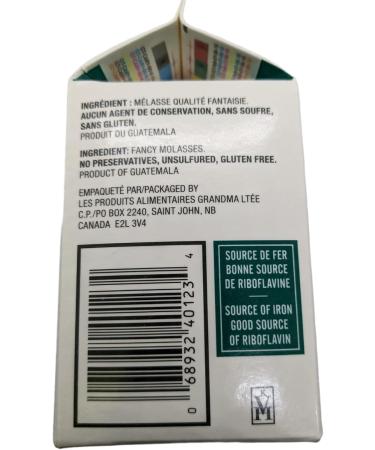 INGRÉDIENT : MÉLASSE QUALITÉ FANTAISIE.
AUCUN AGENT DE CONSERVATION, SANS SOUFRE,
SANS GLUTEN.
PRODUIT DU GUATEMALA
INGREDIENT: FANCY MOLASSES.
NO PRESERVATIVES, UNSULFURED, GLUTEN FREE.
PRODUCT OF GUATEMALA
EMPAQUETÉ PAR/PACKAGED BY
LES PRODUITS ALIMENTAIRES GRANDMA LTÉE
C.P./PO BOX 2240, SAINT JOHN, NB
CANADA E2L 3V4
0 68932 40123 4
SOURCE DE FER
BONNE SOURCE
DE RIBOFLAVINE
SOURCE OF IRON
GOOD SOURCE
OF RIBOFLAVIN